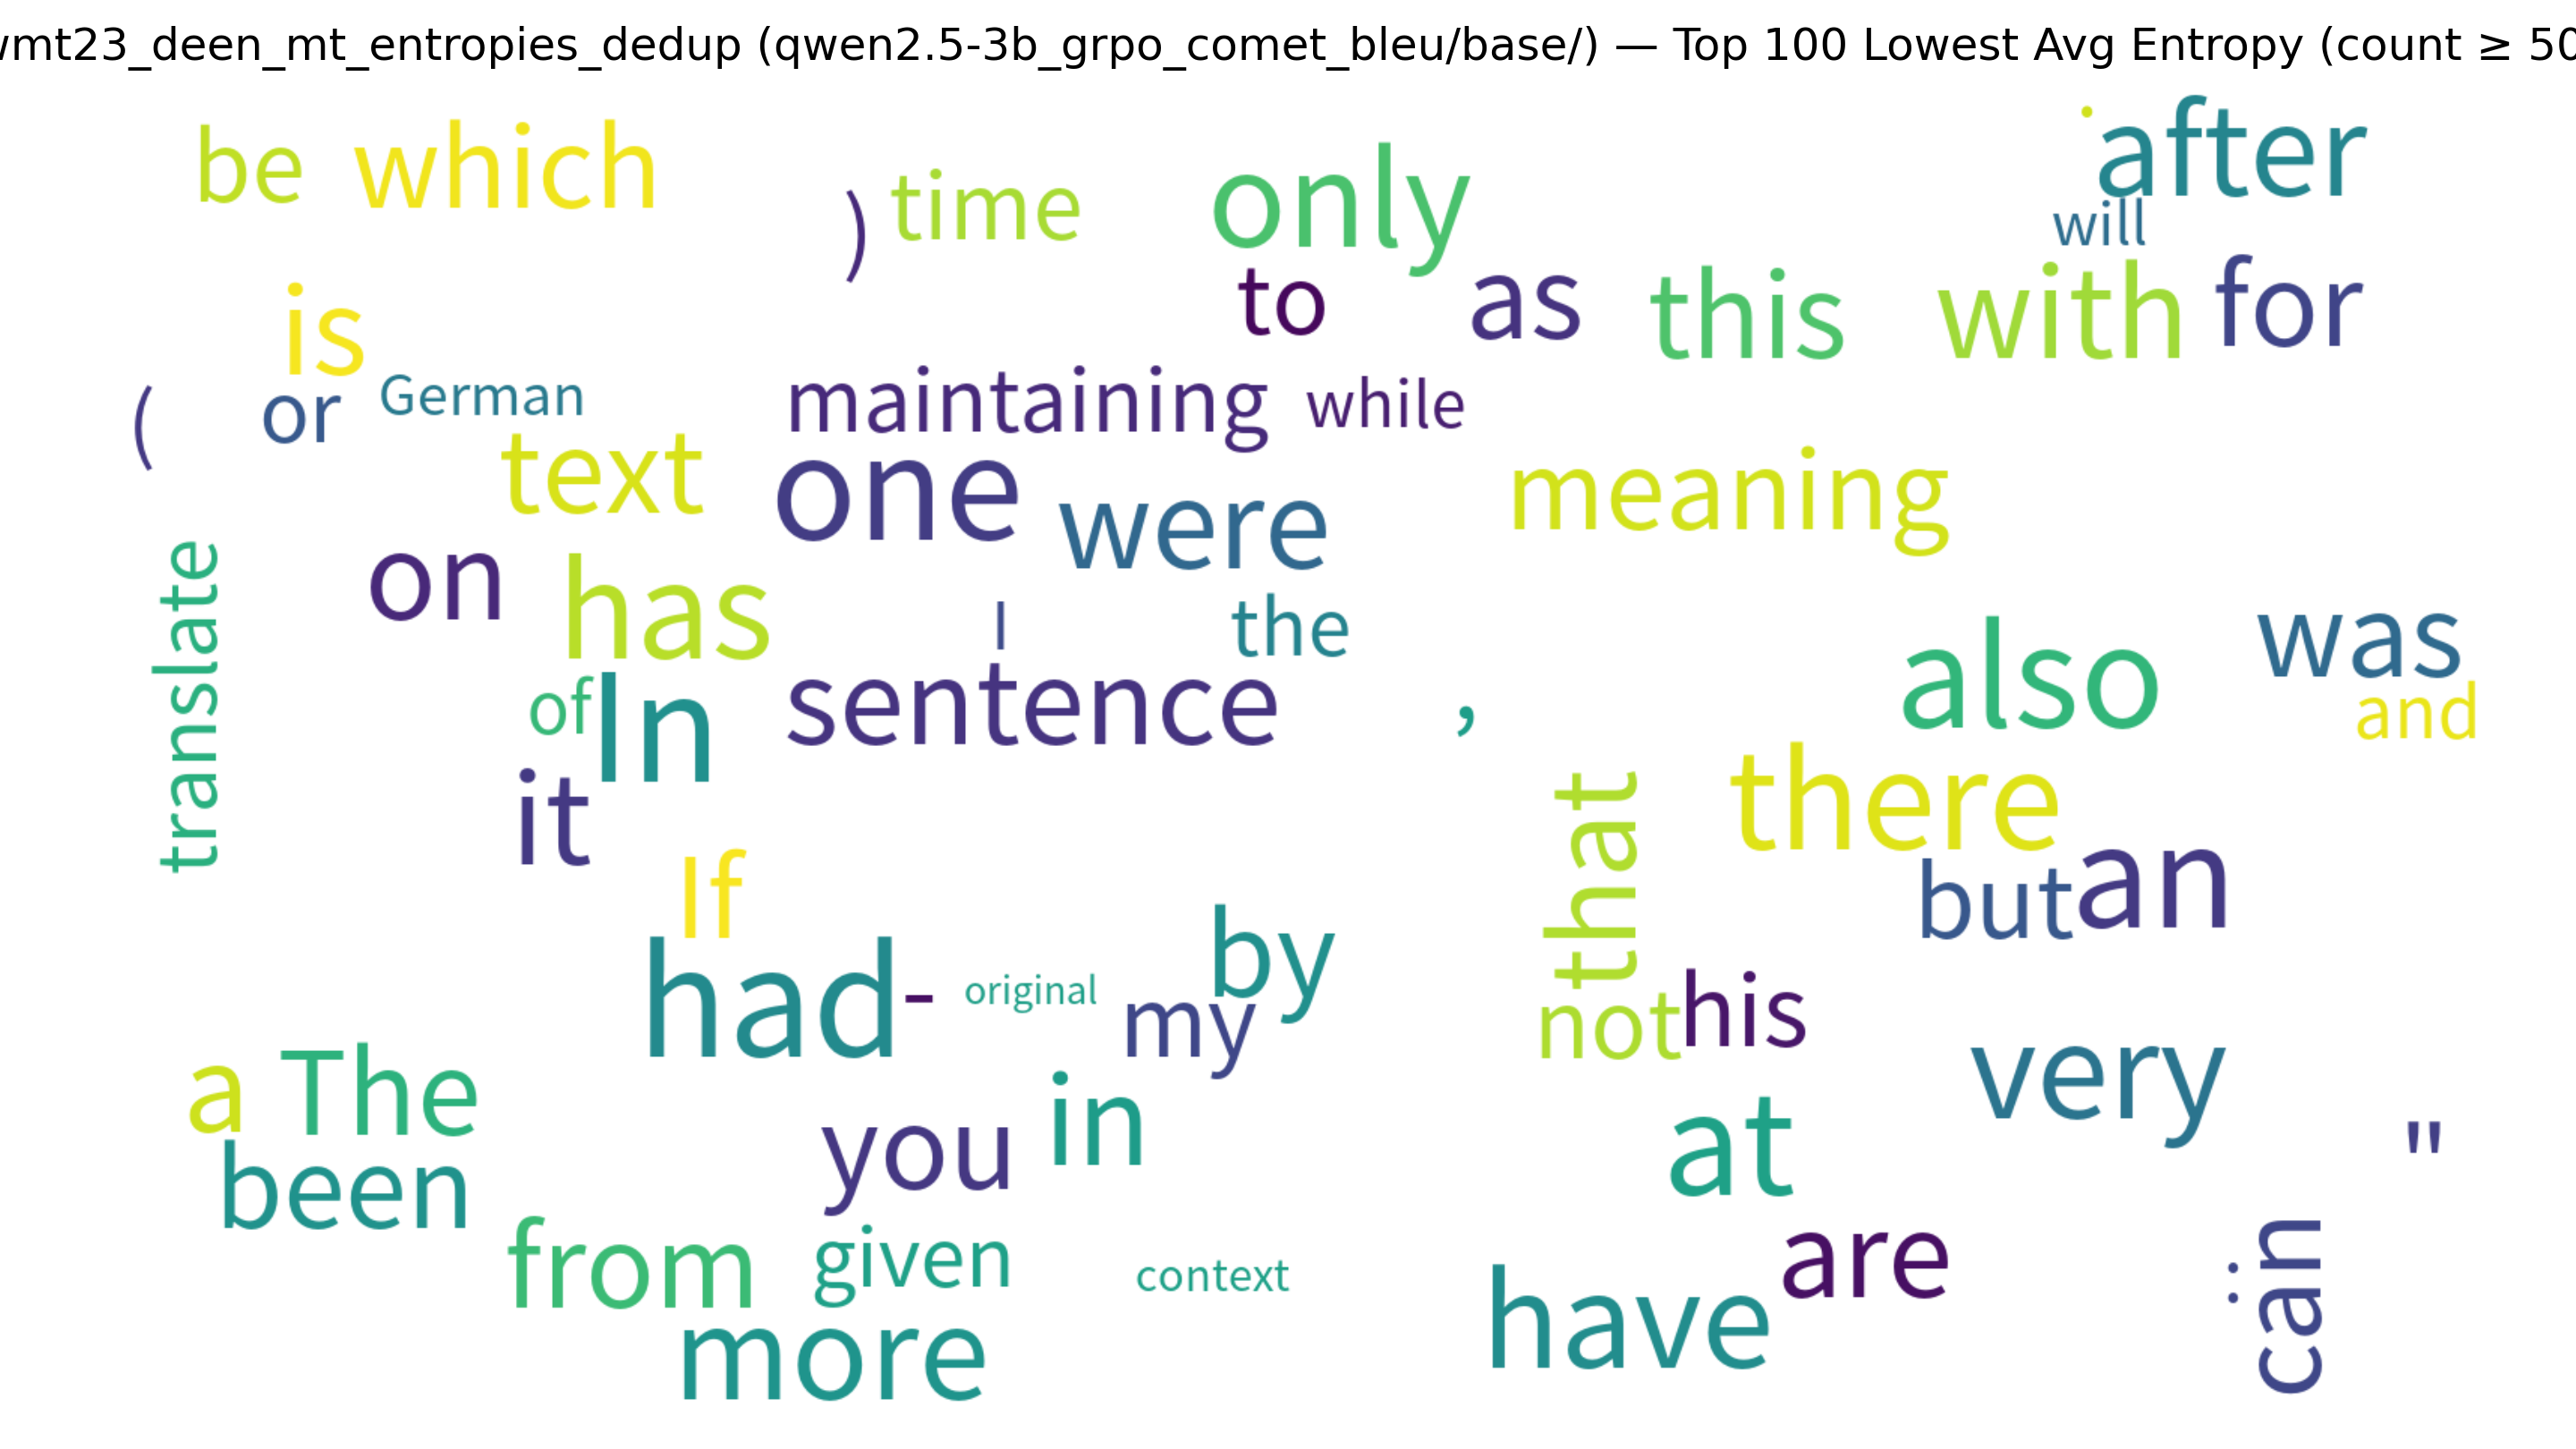 wmt23_deen_mt_entropies_dedup (qwen2.5-3b_grpo_comet_bleu/base/) — Top 100 Lowest Avg Entropy (count ≥ 50
be which ) time only . after
will
is to as this with for
( or German maintaining while
text one were meaning
translate on has I the also was
of In sentence , and
it that there
If but an
had - original by my not his
a The you in very
been at "
from given context are : can
more have